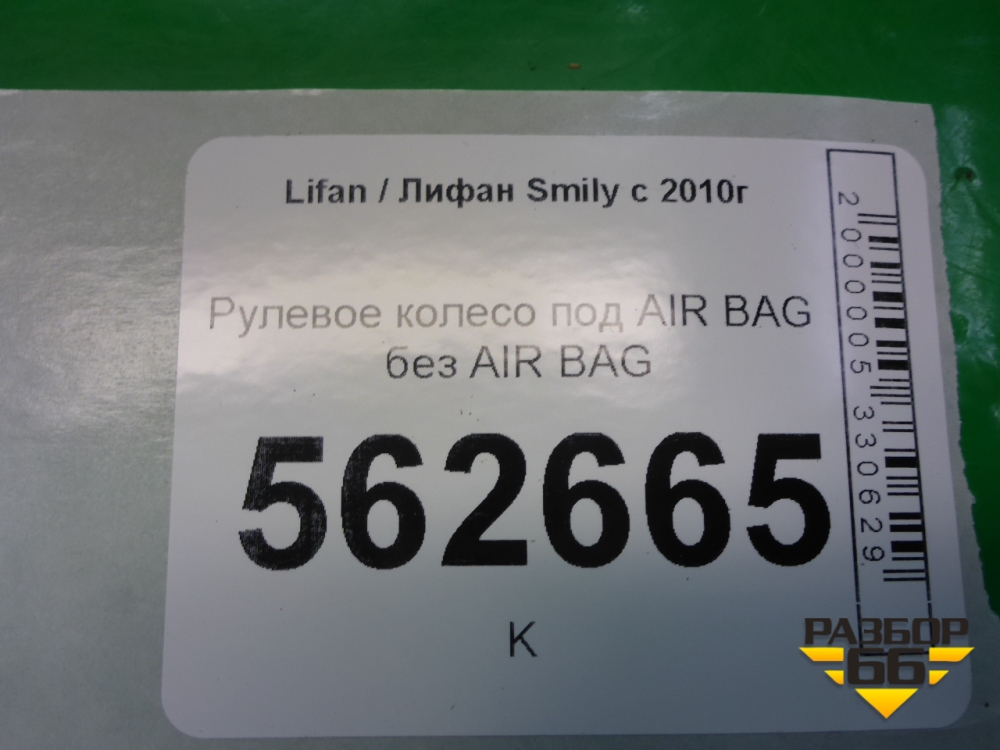 Lifan / Лифан Smily с 2010г
Рулевое колесо под AIR BAG
без AIR BAG
562665
K
2000005330629
РАЗБОР
66